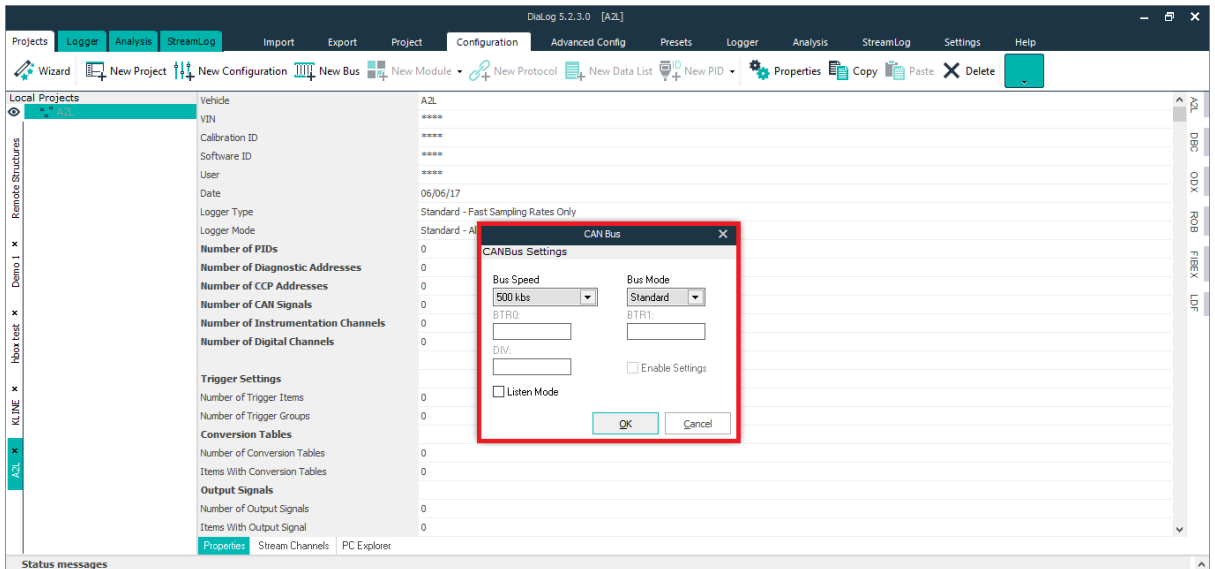 DiaLog 5.2.3.0 [A2L]
Projects Logger Analysis StreamLog Import Export Project Configuration Advanced Config Presets Logger Analysis StreamLog Settings Help
Wizard New Project New Configuration New Bus New Module New Protocol New Data List New PID Properties Copy Paste Delete
Local Projects
A2L
Remote Structures
Demo 1
Hbox test
KLINE
A2L
Vehicle A2L
VIN ****
Calibration ID ****
Software ID ****
User ****
Date 06/06/17
Logger Type Standard - Fast Sampling Rates Only
Logger Mode Standard - Al
Number of PIDs 0
Number of Diagnostic Addresses 0
Number of CCP Addresses 0
Number of CAN Signals 0
Number of Instrumentation Channels 0
Number of Digital Channels 0
Trigger Settings
Number of Trigger Items 0
Number of Trigger Groups 0
Conversion Tables
Number of Conversion Tables 0
Items With Conversion Tables 0
Output Signals
Number of Output Signals 0
Items With Output Signal 0
CAN Bus
CANBus Settings
Bus Speed Bus Mode
500 kbs Standard
BTR0: BTR1:
DIV:
Enable Settings
Listen Mode
OK Cancel
A2L
DBC
ODX
ROB
FIBEX
LDF
Properties Stream Channels PC Explorer
Status messages